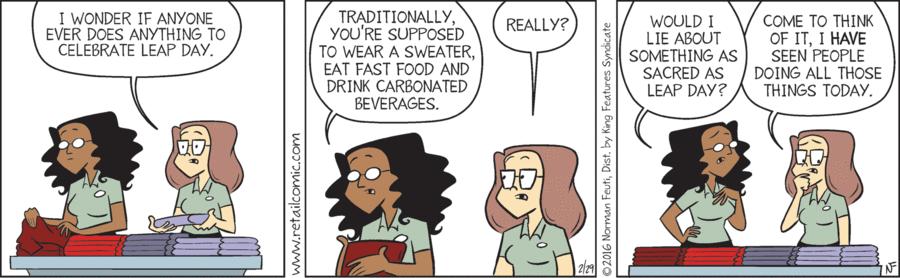 I WONDER IF ANYONE
EVER DOES ANYTHING TO
CELEBRATE LEAP DAY.
www.retailcomic.com
TRADITIONALLY,
YOU'RE SUPPOSED
TO WEAR A SWEATER,
EAT FAST FOOD AND
DRINK CARBONATED
BEVERAGES.
REALLY?
2/29
©2016 Norman Feuti, Dist. by King Features Syndicate
WOULD I
LIE ABOUT
SOMETHING AS
SACRED AS
LEAP DAY?
COME TO THINK
OF IT, I HAVE
SEEN PEOPLE
DOING ALL THOSE
THINGS TODAY.
NF